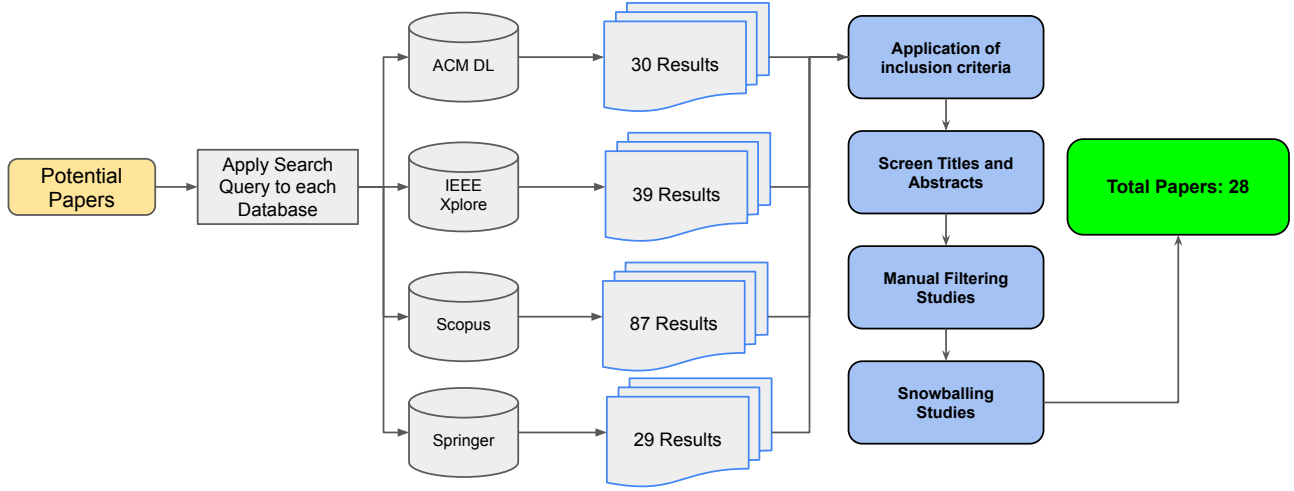 Potential
Papers
Apply Search
Query to each
Database
ACM DL
IEEE
Xplore
Scopus
Springer
30 Results
39 Results
87 Results
29 Results
Application of
inclusion criteria
Screen Titles and
Abstracts
Manual Filtering
Studies
Snowballing
Studies
Total Papers: 28